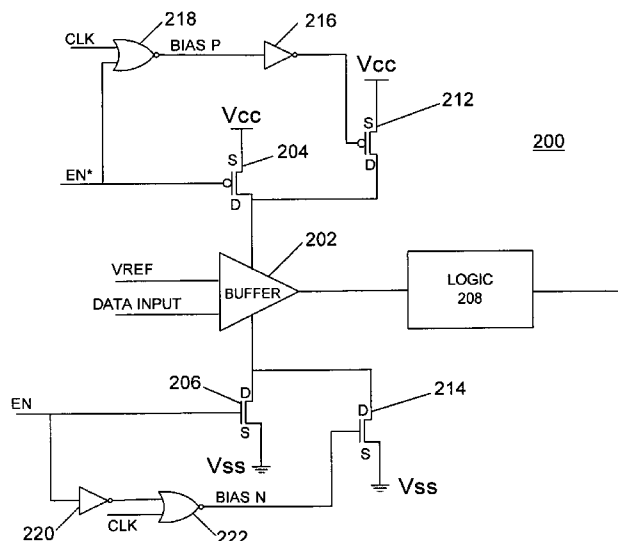 218
216
CLK
BIAS P
Vcc
212
S
D
Vcc
204
200
S
D
EN*
202
VREF
BUFFER
DATA INPUT
LOGIC
208
206
D
S
214
D
S
EN
Vss
Vss
BIAS N
220
CLK
222